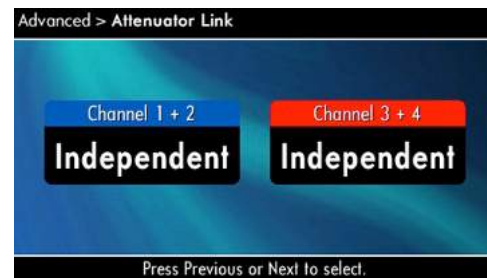 Advanced > Attenuator Link
Channel 1 + 2
Independent
Channel 3 + 4
Independent
Press Previous or Next to select.